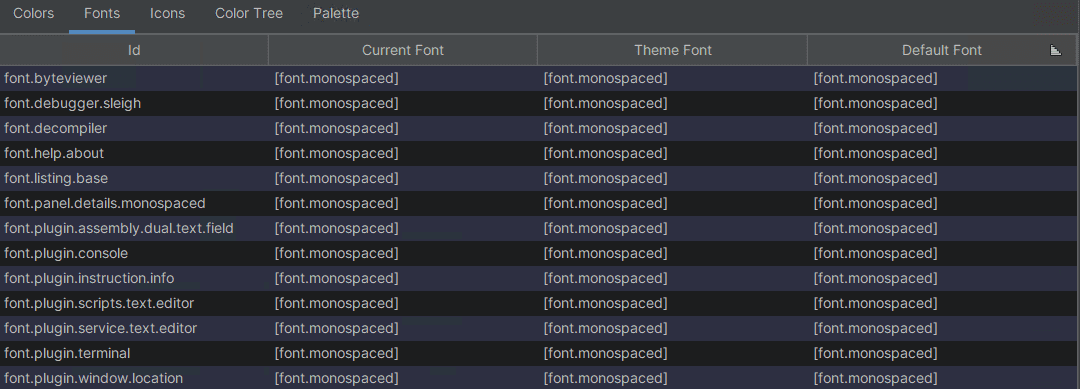 Colors Fonts Icons Color Tree Palette
Id Current Font Theme Font Default Font
font.byteviewer [font.monospaced] [font.monospaced] [font.monospaced]
font.debugger.sleigh [font.monospaced] [font.monospaced] [font.monospaced]
font.decompiler [font.monospaced] [font.monospaced] [font.monospaced]
font.help.about [font.monospaced] [font.monospaced] [font.monospaced]
font.listing.base [font.monospaced] [font.monospaced] [font.monospaced]
font.panel.details.monospaced [font.monospaced] [font.monospaced] [font.monospaced]
font.plugin.assembly.dual.text.field [font.monospaced] [font.monospaced] [font.monospaced]
font.plugin.console [font.monospaced] [font.monospaced] [font.monospaced]
font.plugin.instruction.info [font.monospaced] [font.monospaced] [font.monospaced]
font.plugin.scripts.text.editor [font.monospaced] [font.monospaced] [font.monospaced]
font.plugin.service.text.editor [font.monospaced] [font.monospaced] [font.monospaced]
font.plugin.terminal [font.monospaced] [font.monospaced] [font.monospaced]
font.plugin.window.location [font.monospaced] [font.monospaced] [font.monospaced]